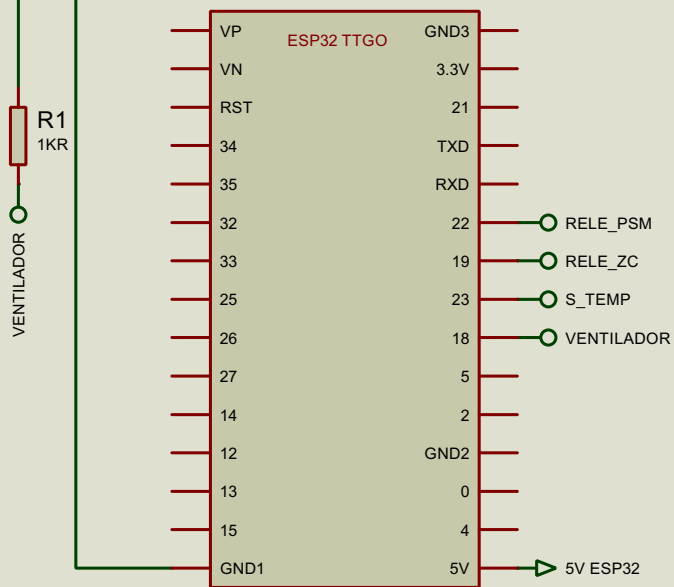 ESP32 TTGO
R1
1KR
VENTILADOR
VP
VN
RST
34
35
32
33
25
26
27
14
12
13
15
GND1
GND3
3.3V
21
TXD
RXD
22 RELE_PSM
19 RELE_ZC
23 S_TEMP
18 VENTILADOR
5
2
GND2
0
4
5V 5V ESP32